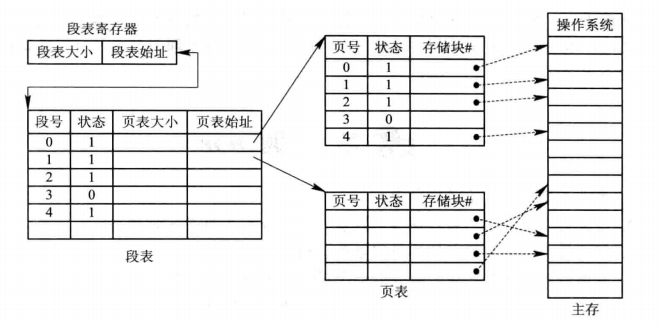 段表寄存器
段表大小 段表始址
段号 状态 页表大小 页表始址
0 1
1 1
2 1
3 0
4 1
段表
页号 状态 存储块#
0 1
1 1
2 1
3 0
4 1
页号 状态 存储块#
页表
操作系统
主存